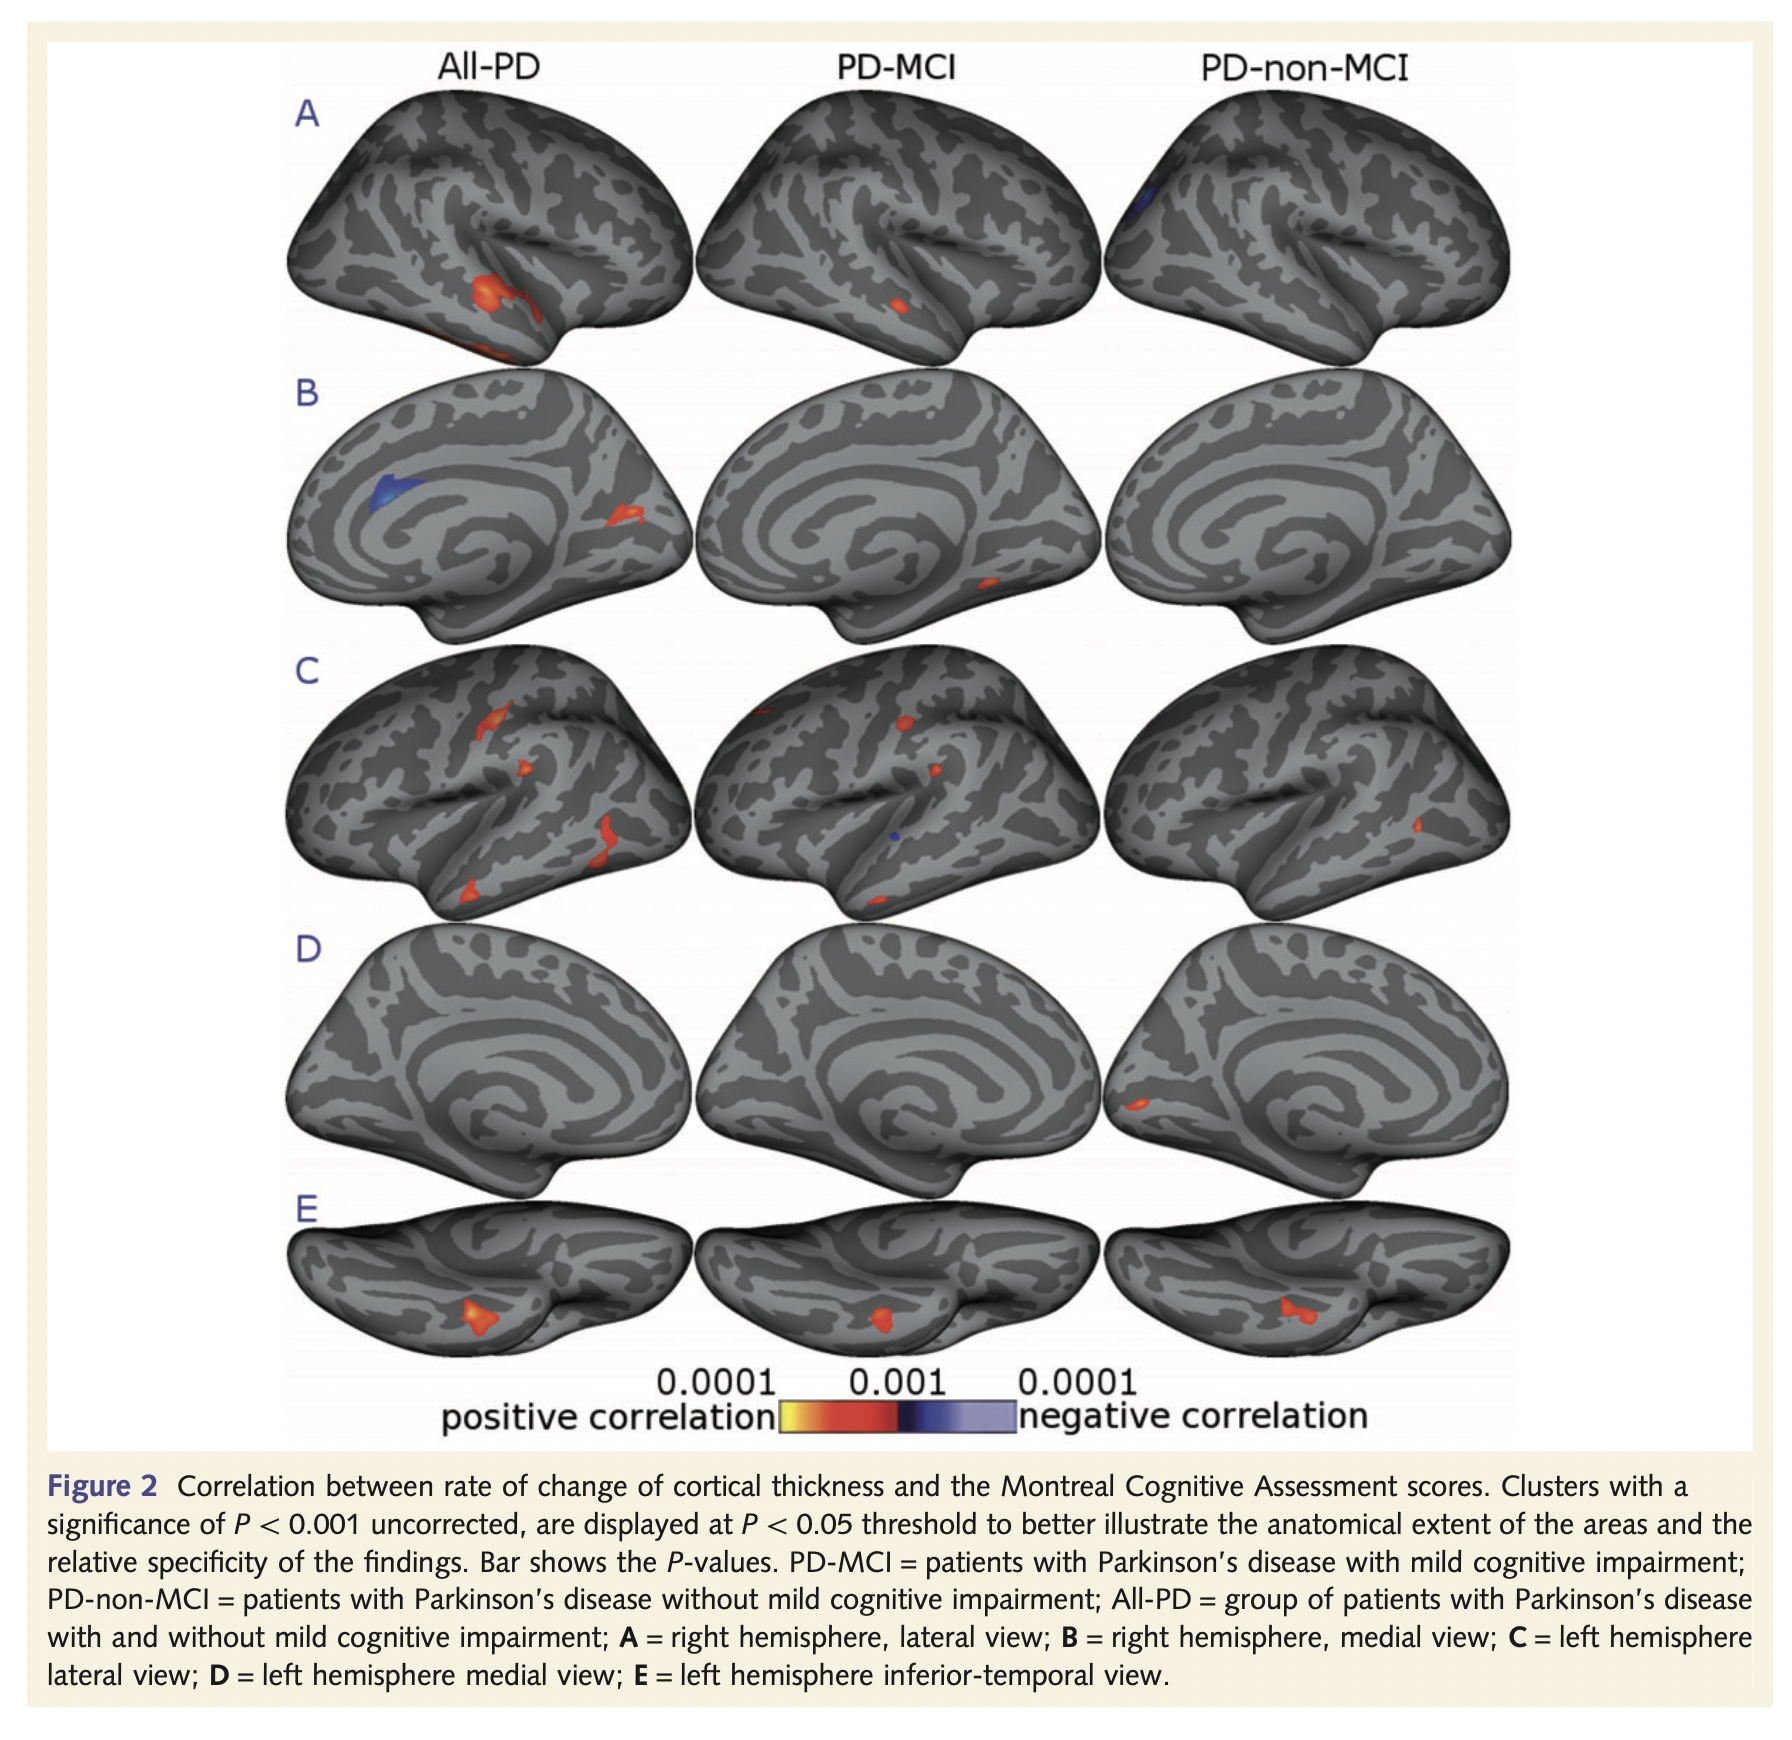 All-PD PD-MCI PD-non-MCI
A
B
C
D
E
0.0001 0.001 0.0001
positive correlation negative correlation
Figure 2 Correlation between rate of change of cortical thickness and the Montreal Cognitive Assessment scores. Clusters with a
significance of P < 0.001 uncorrected, are displayed at P < 0.05 threshold to better illustrate the anatomical extent of the areas and the
relative specificity of the findings. Bar shows the P-values. PD-MCI = patients with Parkinson's disease with mild cognitive impairment;
PD-non-MCI = patients with Parkinson's disease without mild cognitive impairment; All-PD = group of patients with Parkinson's disease
with and without mild cognitive impairment; A = right hemisphere, lateral view; B = right hemisphere, medial view; C = left hemisphere
lateral view; D = left hemisphere medial view; E = left hemisphere inferior-temporal view.